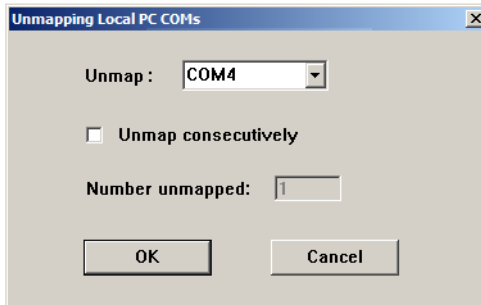 Unmapping Local PC COMs
Unmap : COM4
Unmap consecutively
Number unmapped: 1
OK Cancel